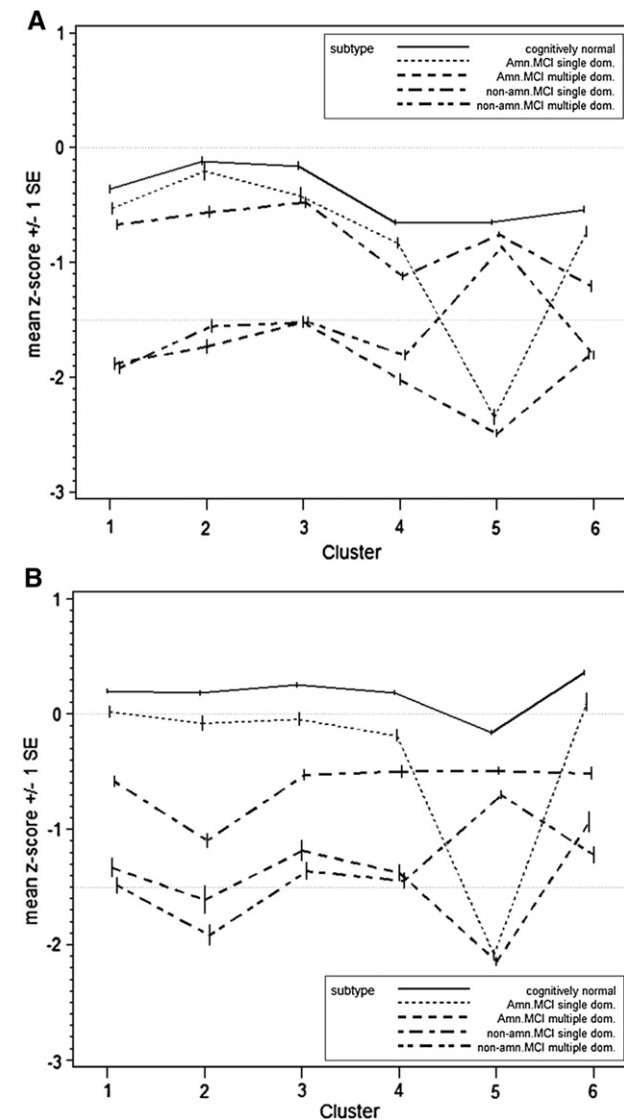 A
1
0
-1
-2
-3
mean z-score +/- 1 SE
subtype cognitively normal
Amn.MCI single dom.
Amn.MCI multiple dom.
non-amn.MCI single dom.
non-amn.MCI multiple dom.
1 2 3 4 5 6
Cluster
B
1
0
-1
-2
-3
mean z-score +/- 1 SE
subtype cognitively normal
Amn.MCI single dom.
Amn.MCI multiple dom.
non-amn.MCI single dom.
non-amn.MCI multiple dom.
1 2 3 4 5 6
Cluster